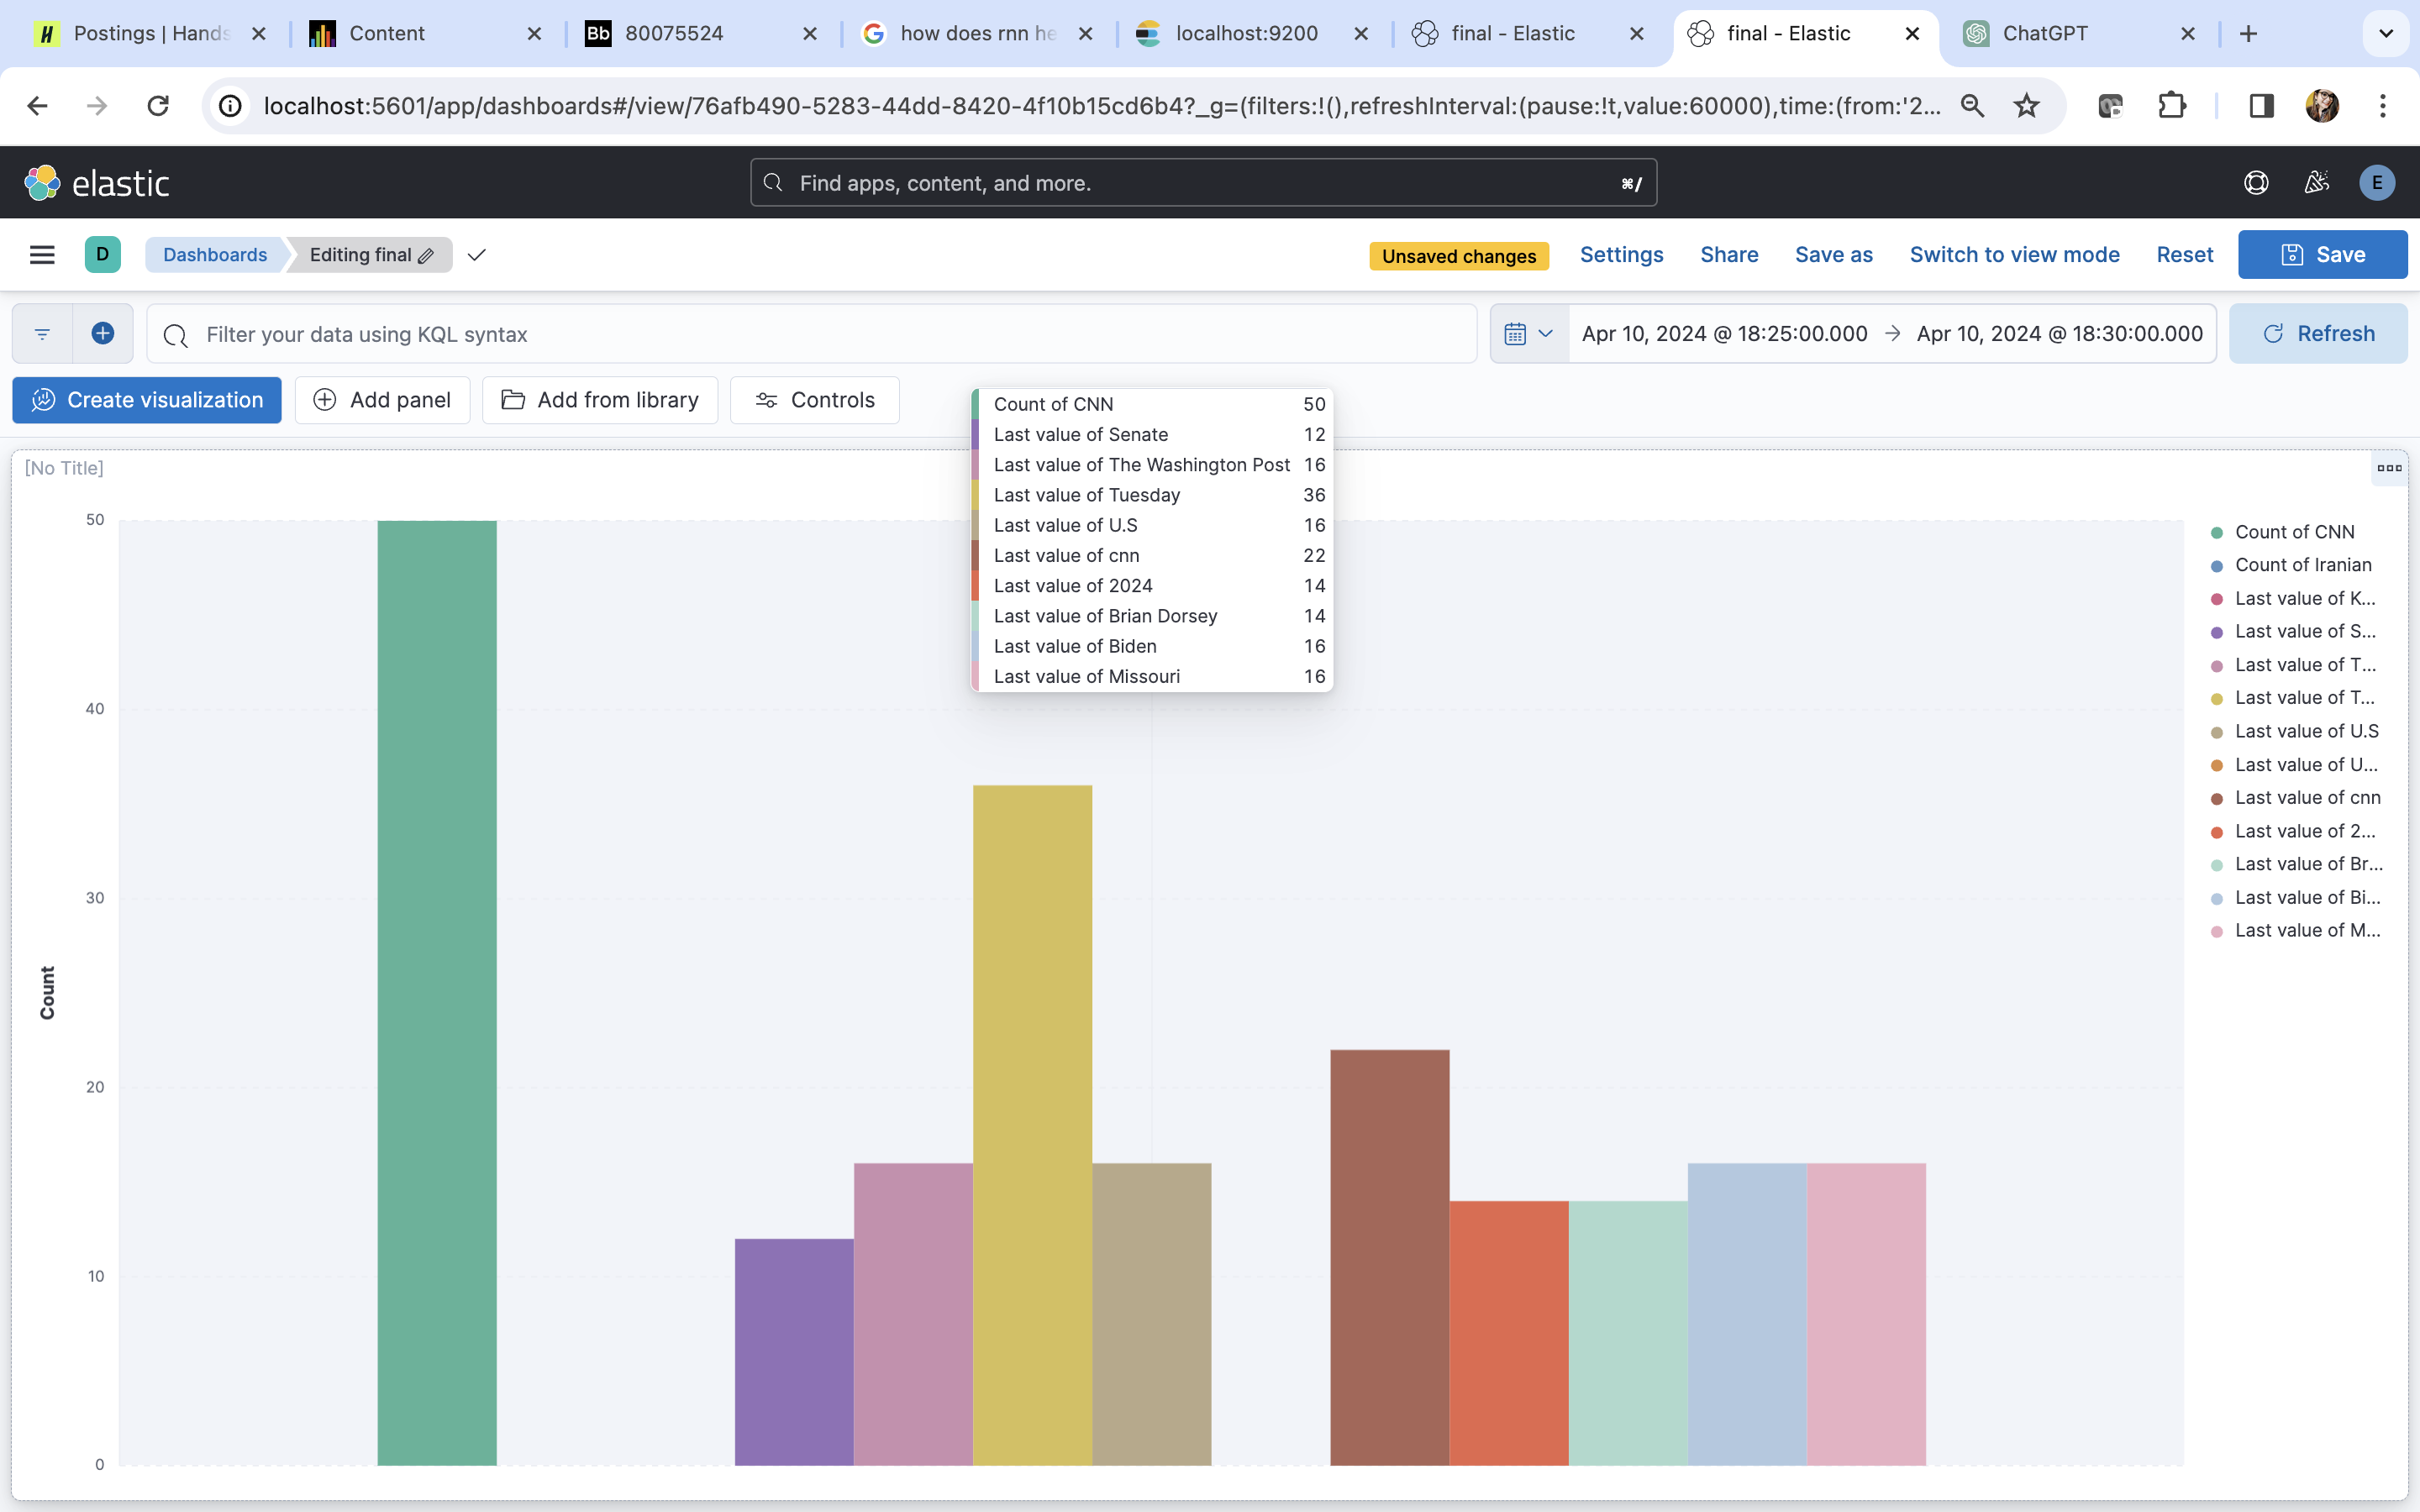 Postings | Hands
Content
Bb 80075524
how does rnn he
localhost:9200
final - Elastic
final - Elastic
ChatGPT
localhost:5601/app/dashboards#/view/76afb490-5283-44dd-8420-4f10b15cd6b4?_g=(filters:!(),refreshInterval:(pause:!t,value:60000),time:(from:'2...
elastic
Find apps, content, and more.
⌘/
E
D
Dashboards
Editing final
Unsaved changes
Settings
Share
Save as
Switch to view mode
Reset
Save
Filter your data using KQL syntax
Apr 10, 2024 @ 18:25:00.000 → Apr 10, 2024 @ 18:30:00.000
Refresh
Create visualization
Add panel
Add from library
Controls
Count of CNN 50
Last value of Senate 12
Last value of The Washington Post 16
Last value of Tuesday 36
Last value of U.S 16
Last value of cnn 22
Last value of 2024 14
Last value of Brian Dorsey 14
Last value of Biden 16
Last value of Missouri 16
[No Title]
50
40
30
20
10
0
Count
Count of CNN
Count of Iranian
Last value of K...
Last value of S...
Last value of T...
Last value of T...
Last value of U.S
Last value of U...
Last value of cnn
Last value of 2...
Last value of Br...
Last value of Bi...
Last value of M...